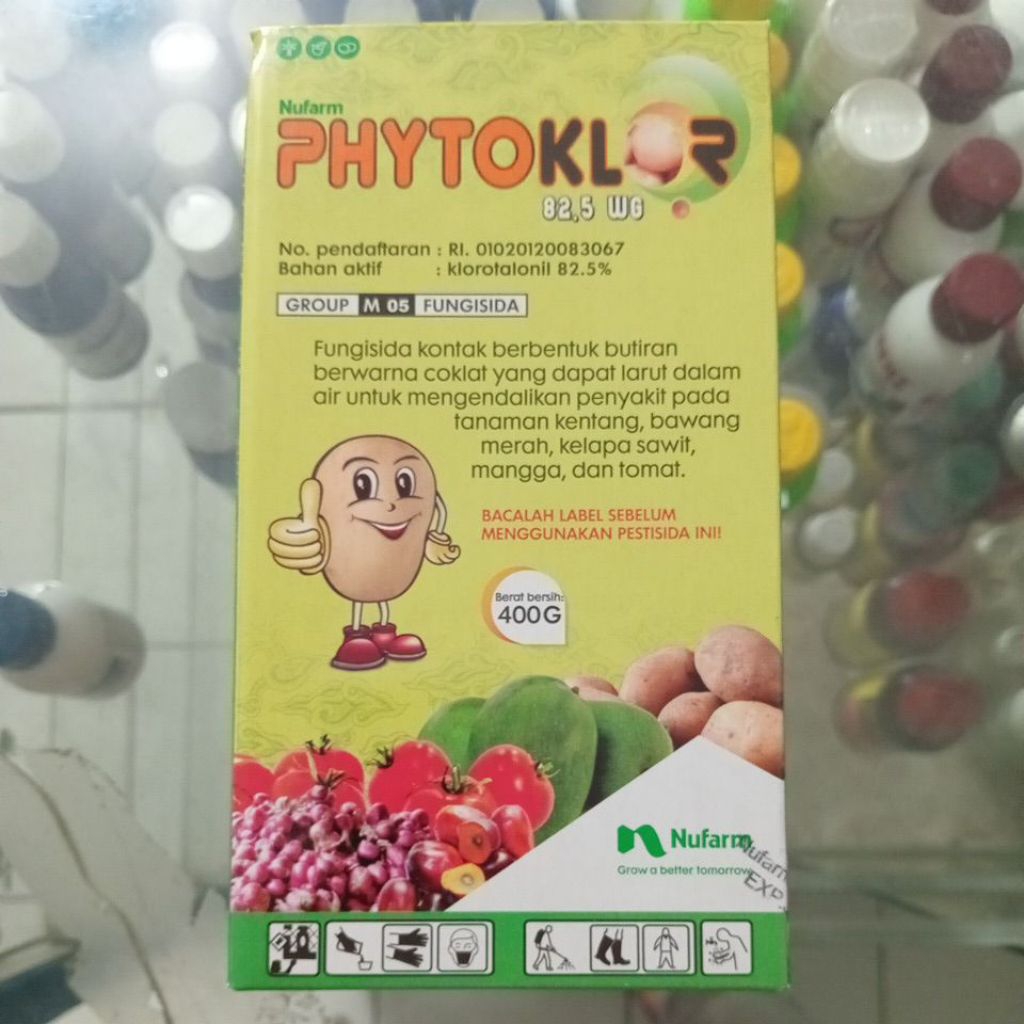 Nufarm
PHYTOKLOR
82,5 WG
No. pendaftaran : RI. 01020120083067
Bahan aktif : klorotalonil 82.5%
GROUP M 05 FUNGISIDA
Fungisida kontak berbentuk butiran
berwarna coklat yang dapat larut dalam
air untuk mengendalikan penyakit pada
tanaman kentang, bawang
merah, kelapa sawit,
mangga, dan tomat.
BACALAH LABEL SEBELUM
MENGGUNAKAN PESTISIDA INI!
Berat bersih:
400G
Nufarm
Grow a better tomorrow
Nufarm
EXP.